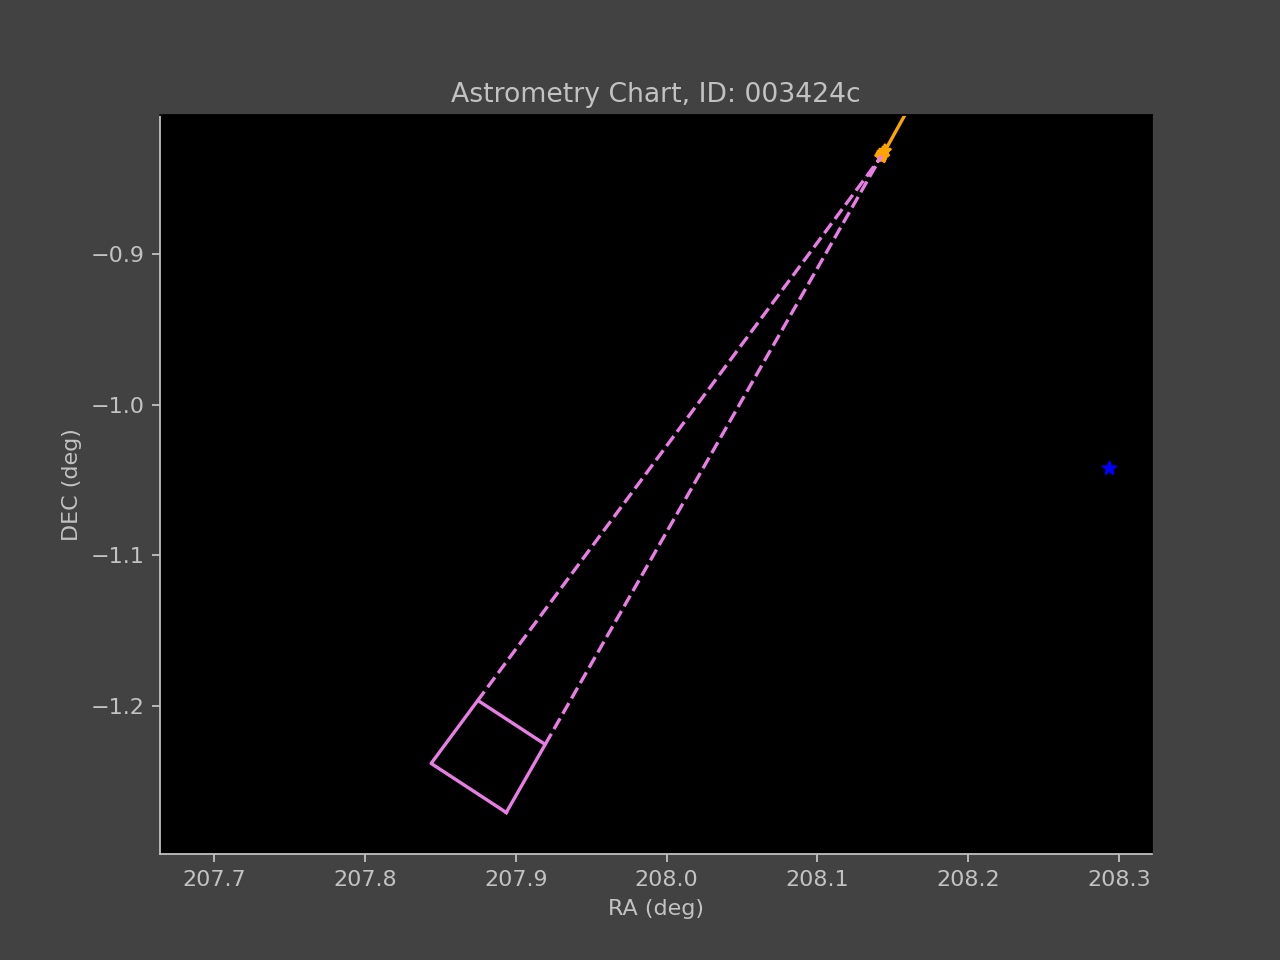 Astrometry Chart, ID: 003424c
−0.9
−1.0
−1.1
−1.2
DEC (deg)
207.7 207.8 207.9 208.0 208.1 208.2 208.3
RA (deg)